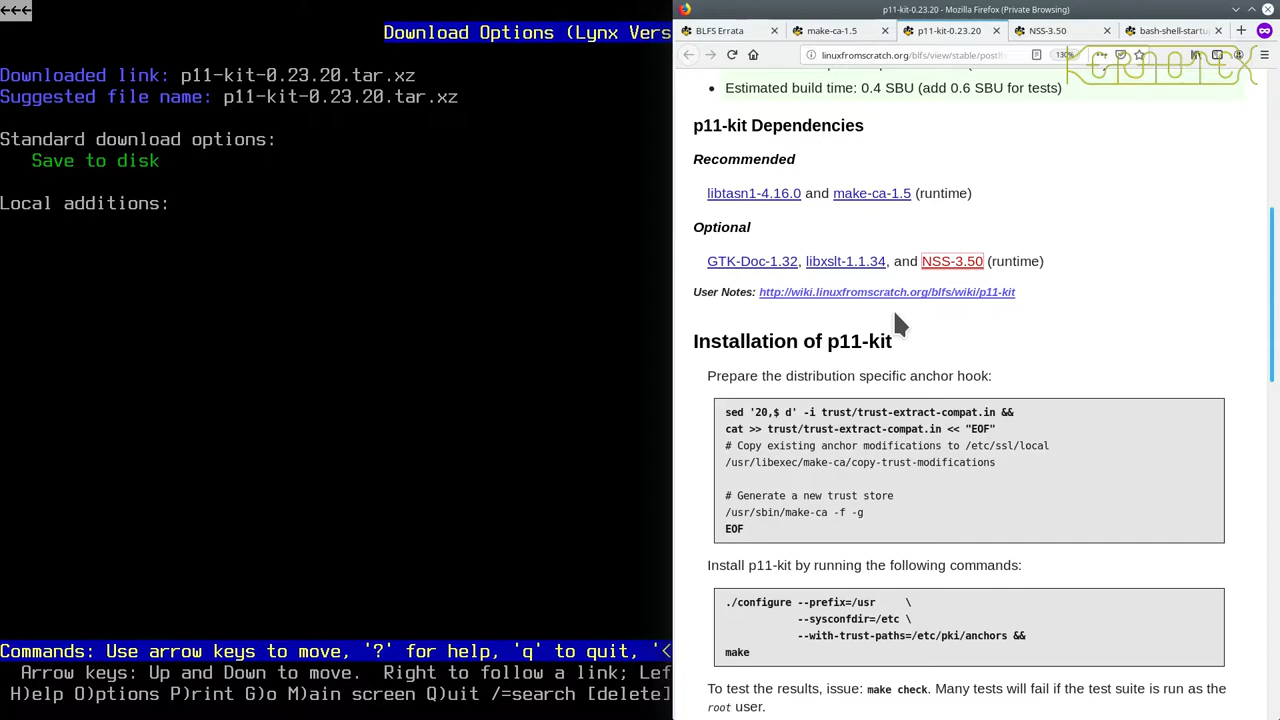 ←←←
Download Options (Lynx Vers
Downloaded link: p11-kit-0.23.20.tar.xz
Suggested file name: p11-kit-0.23.20.tar.xz
Standard download options:
Save to disk
Local additions:
Commands: Use arrow keys to move, '?' for help, 'q' to quit, '<
Arrow keys: Up and Down to move. Right to follow a link; Lef
H)elp O)ptions P)rint G)o M)ain screen Q)uit /=search [delete]
p11-kit-0.23.20 - Mozilla Firefox (Private Browsing)
BLFS Errata
make-ca-1.5
p11-kit-0.23.20
NSS-3.50
bash-shell-startu
linuxfromscratch.org/blfs/view/stable/postlfs
130%
KERNOTEX
Estimated build time: 0.4 SBU (add 0.6 SBU for tests)
p11-kit Dependencies
Recommended
libtasn1-4.16.0 and make-ca-1.5 (runtime)
Optional
GTK-Doc-1.32, libxslt-1.1.34, and NSS-3.50 (runtime)
User Notes: http://wiki.linuxfromscratch.org/blfs/wiki/p11-kit
Installation of p11-kit
Prepare the distribution specific anchor hook:
sed '20,$ d' -i trust/trust-extract-compat.in &&
cat >> trust/trust-extract-compat.in << "EOF"
# Copy existing anchor modifications to /etc/ssl/local
/usr/libexec/make-ca/copy-trust-modifications
# Generate a new trust store
/usr/sbin/make-ca -f -g
EOF
Install p11-kit by running the following commands:
./configure --prefix=/usr \
--sysconfdir=/etc \
--with-trust-paths=/etc/pki/anchors &&
make
To test the results, issue: make check. Many tests will fail if the test suite is run as the
root user.